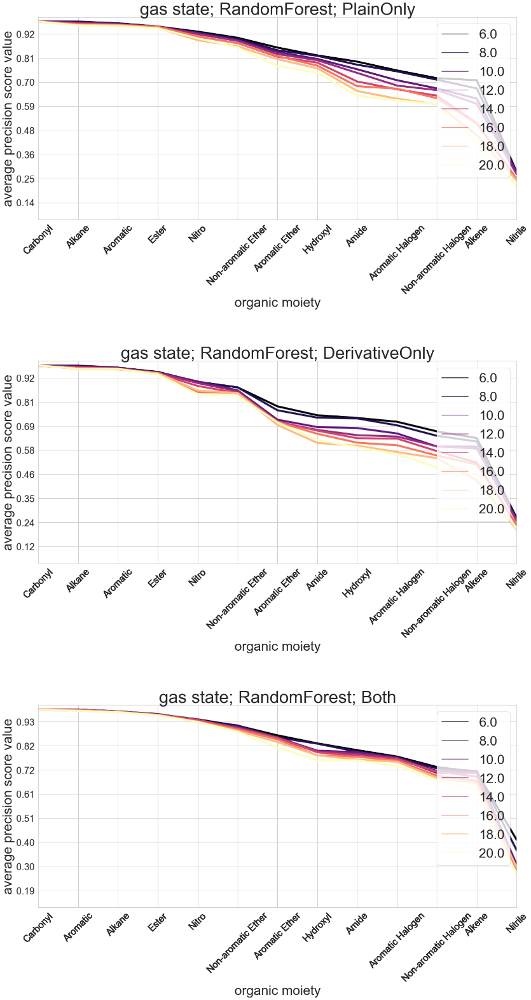 gas state; RandomForest; PlainOnly
average precision score value
0.92
0.81
0.70
0.59
0.48
0.36
0.25
0.14
6.0
8.0
10.0
12.0
14.0
16.0
18.0
20.0
Carbonyl
Alkane
Aromatic
Ester
Nitro
Non-aromatic Ether
Aromatic Ether
Hydroxyl
Amide
Aromatic Halogen
Non-aromatic Halogen
Alkene
Nitrile
organic moiety
gas state; RandomForest; DerivativeOnly
average precision score value
0.92
0.81
0.69
0.58
0.46
0.35
0.24
0.12
6.0
8.0
10.0
12.0
14.0
16.0
18.0
20.0
Carbonyl
Alkane
Aromatic
Ester
Nitro
Non-aromatic Ether
Aromatic Ether
Amide
Hydroxyl
Aromatic Halogen
Non-aromatic Halogen
Alkene
Nitrile
organic moiety
gas state; RandomForest; Both
average precision score value
0.93
0.82
0.72
0.61
0.51
0.40
0.30
0.19
6.0
8.0
10.0
12.0
14.0
16.0
18.0
20.0
Carbonyl
Aromatic
Alkane
Ester
Nitro
Non-aromatic Ether
Aromatic Ether
Hydroxyl
Amide
Aromatic Halogen
Non-aromatic Halogen
Alkene
Nitrile
organic moiety